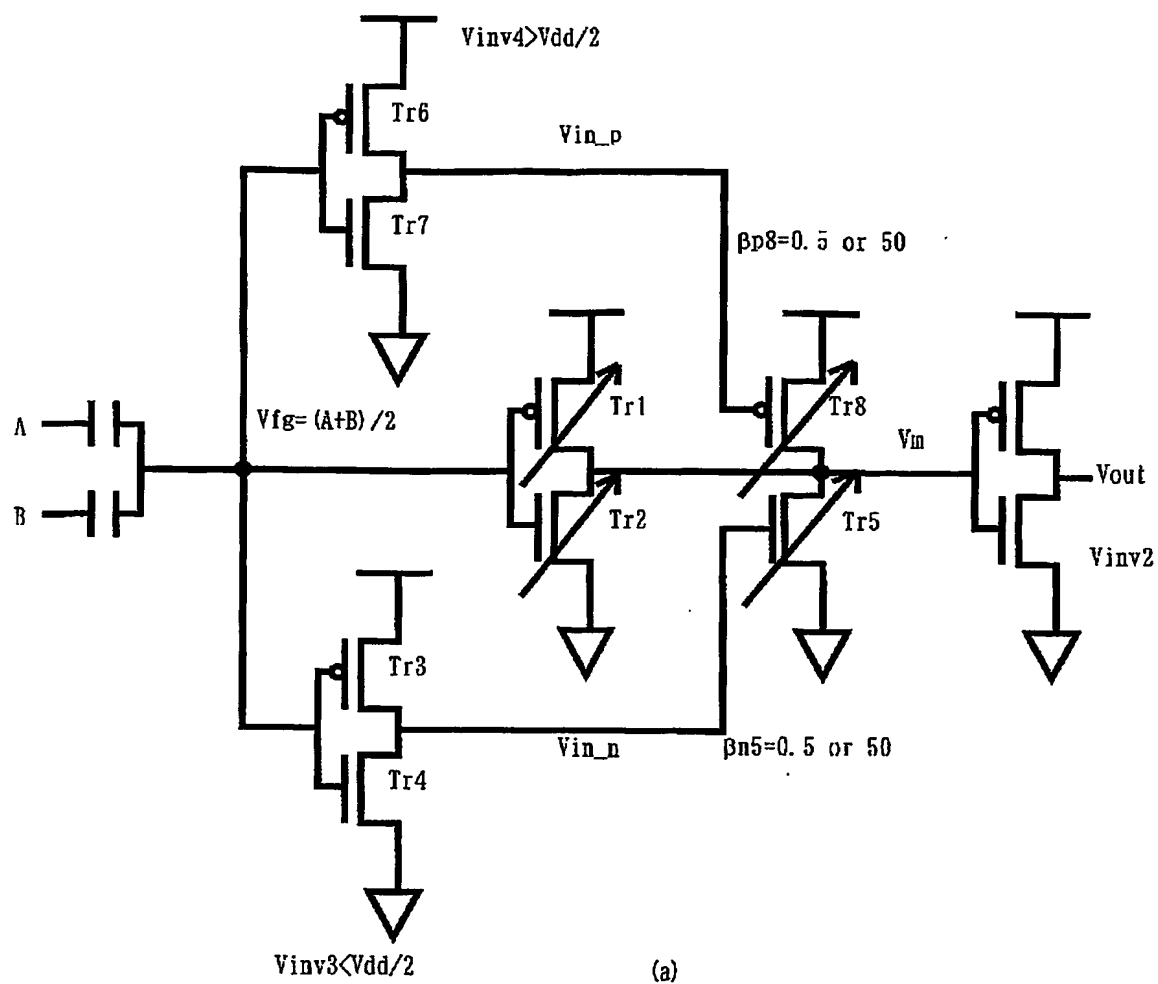 Vinv4>Vdd/2
Tr6
Vin_p
Tr7
βp8=0.5 or 50
A
Vfg=(A+B)/2
Tr1
Tr8
Vm
Vout
B
Tr2
Tr5
Vinv2
Tr3
Vin_n
βn5=0.5 or 50
Tr4
Vinv3<Vdd/2
(a)